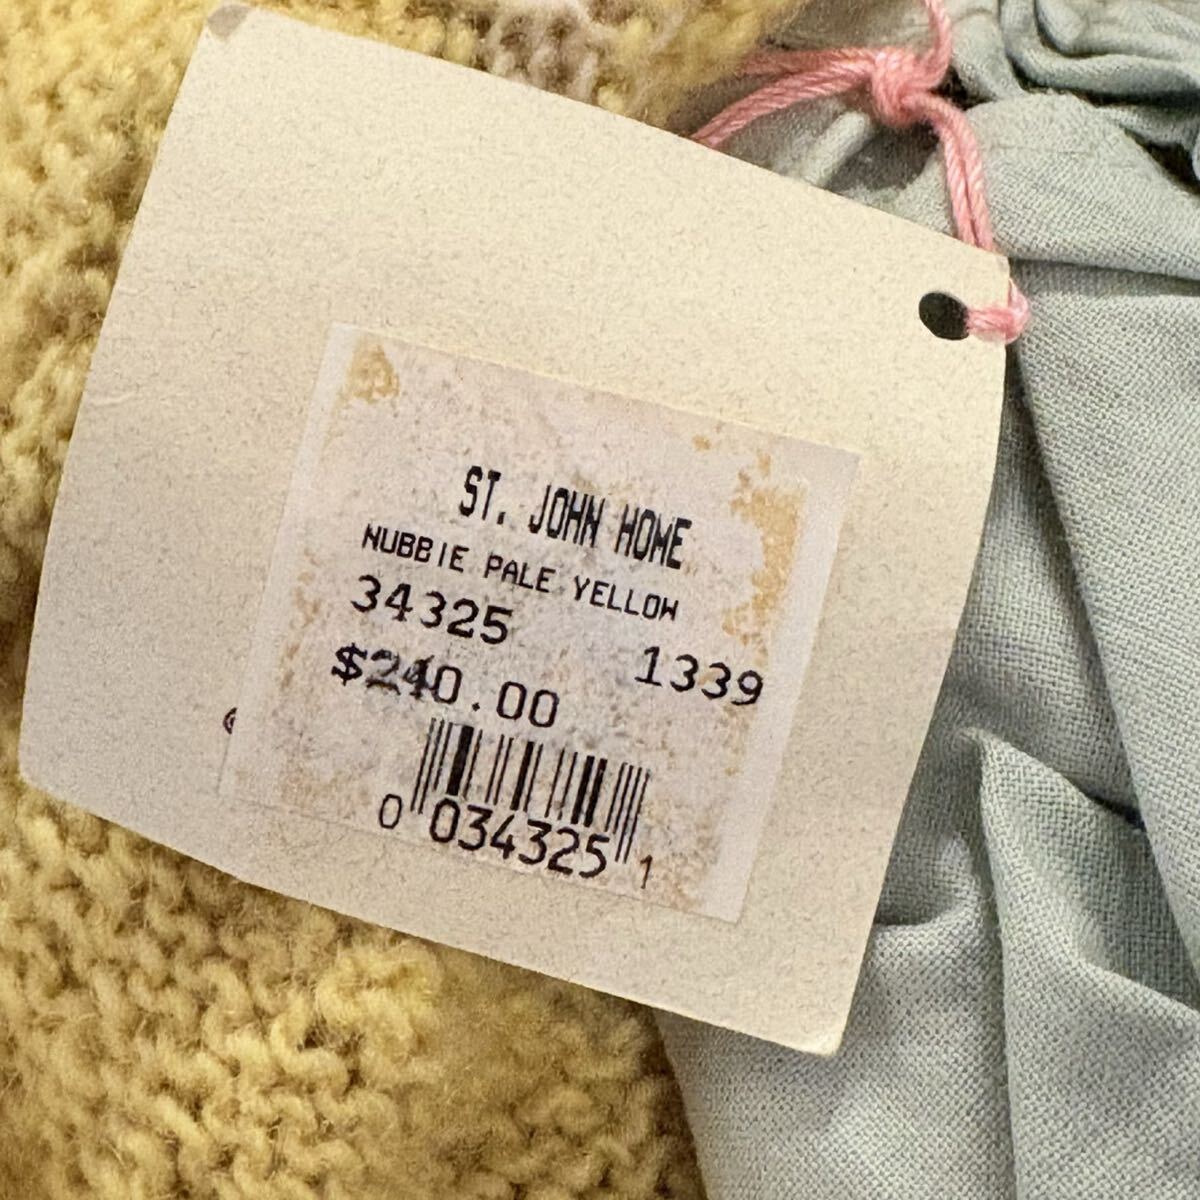 ST. JOHN HOME
NUBBIE PALE YELLOW
34325 1339
$240.00
0 034325 1